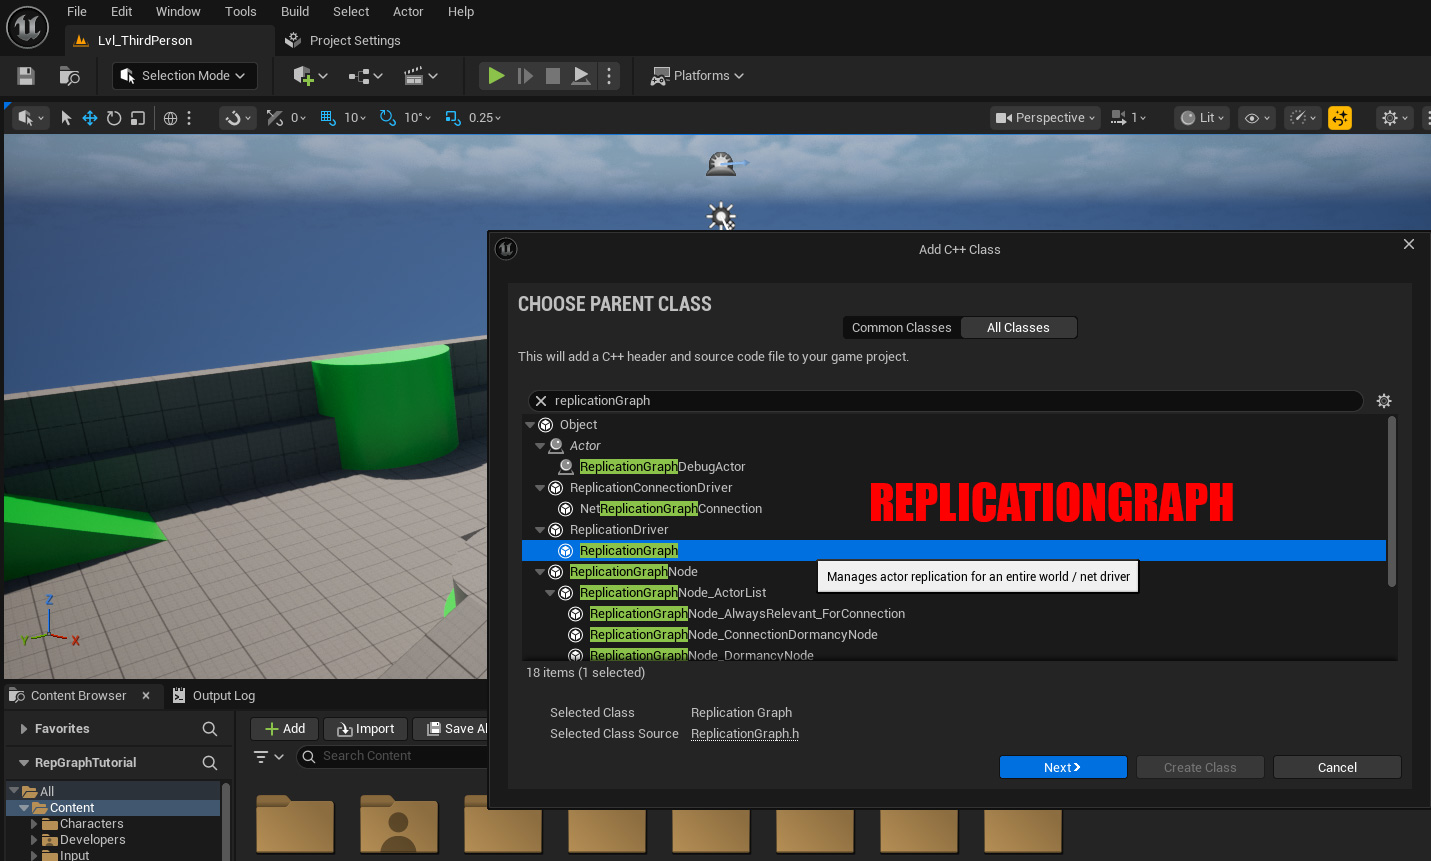 File Edit Window Tools Build Select Actor Help
Lvl_ThirdPerson Project Settings
Selection Mode Platforms
0 10 10° 0.25 Perspective 1 Lit
Add C++ Class
CHOOSE PARENT CLASS
Common Classes All Classes
This will add a C++ header and source code file to your game project.
replicationGraph
Object
Actor
ReplicationGraphDebugActor
ReplicationConnectionDriver
NetReplicationGraphConnection
REPLICATIONGRAPH
ReplicationDriver
ReplicationGraph
ReplicationGraphNode
Manages actor replication for an entire world / net driver
ReplicationGraphNode_ActorList
ReplicationGraphNode_AlwaysRelevant_ForConnection
ReplicationGraphNode_ConnectionDormancyNode
ReplicationGraphNode_DormancyNode
18 items (1 selected)
Selected Class Replication Graph
Selected Class Source ReplicationGraph.h
Next Create Class Cancel
Z
Y X
Content Browser Output Log
Favorites Add Import Save Al
RepGraphTutorial Search Content
All
Content
Characters
Developers
Input